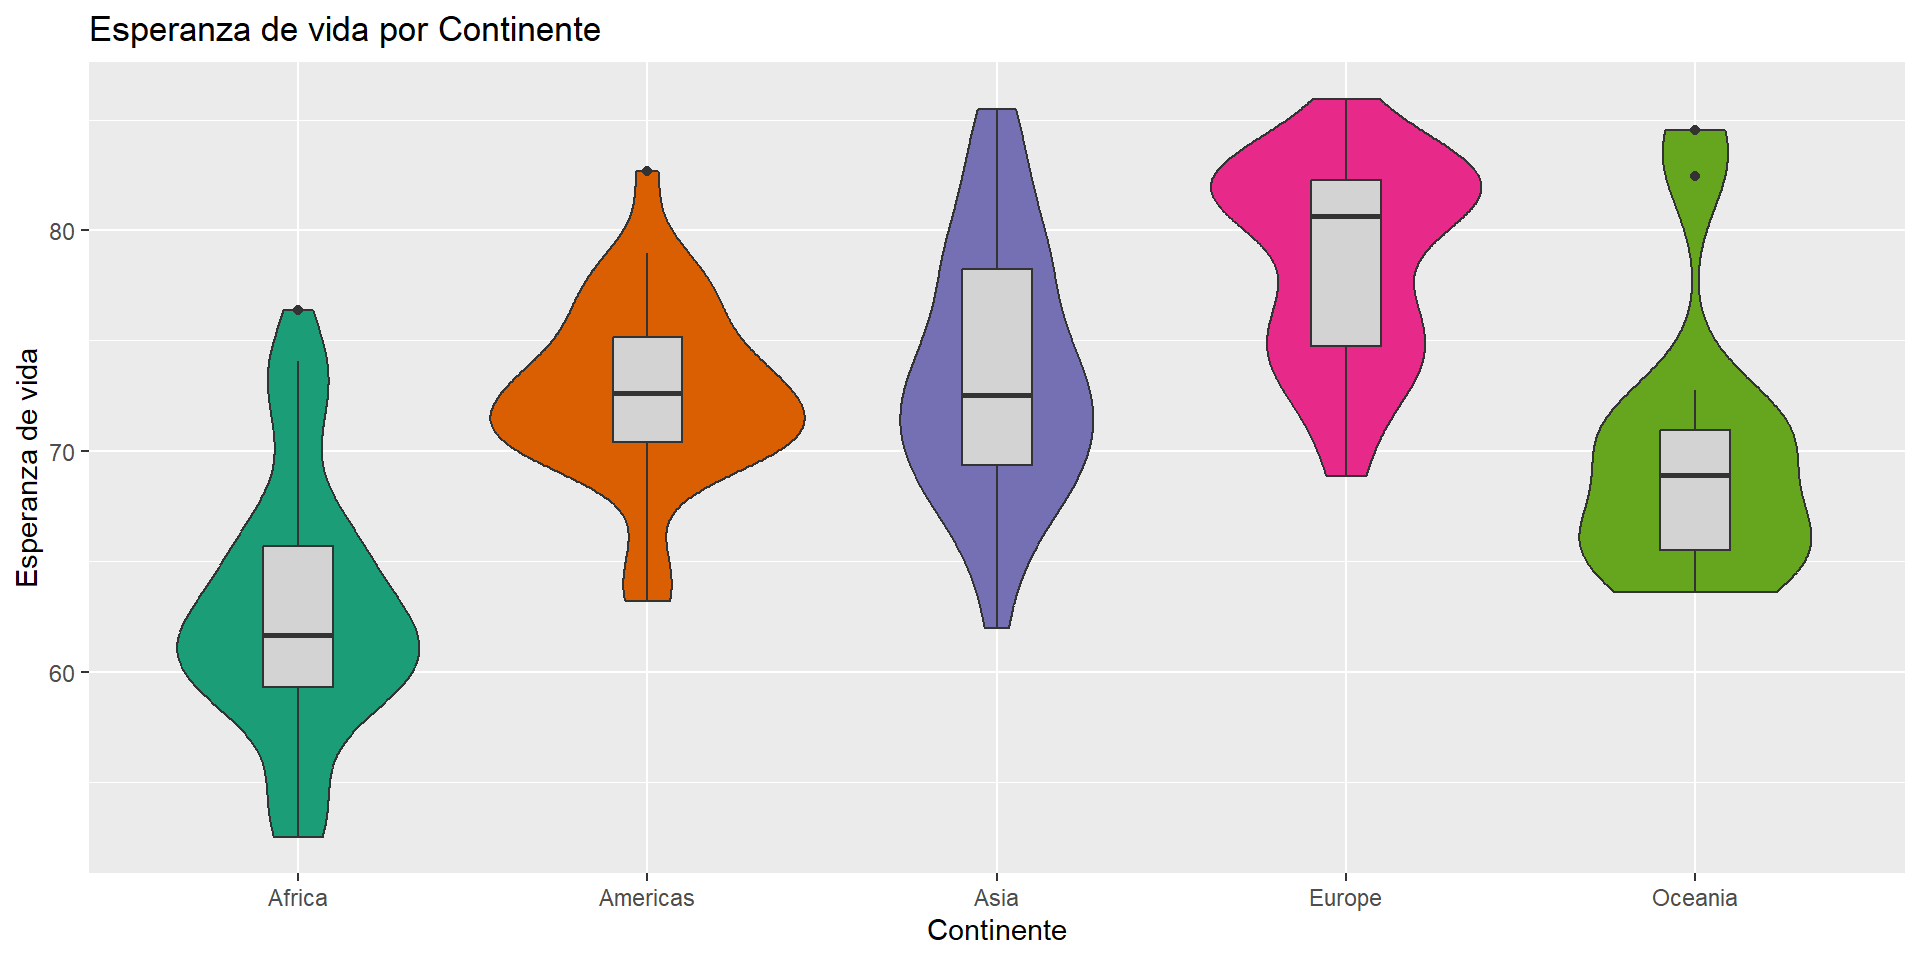 Esperanza de vida por Continente
Esperanza de vida
80
70
60
Africa
Americas
Asia
Europe
Oceania
Continente